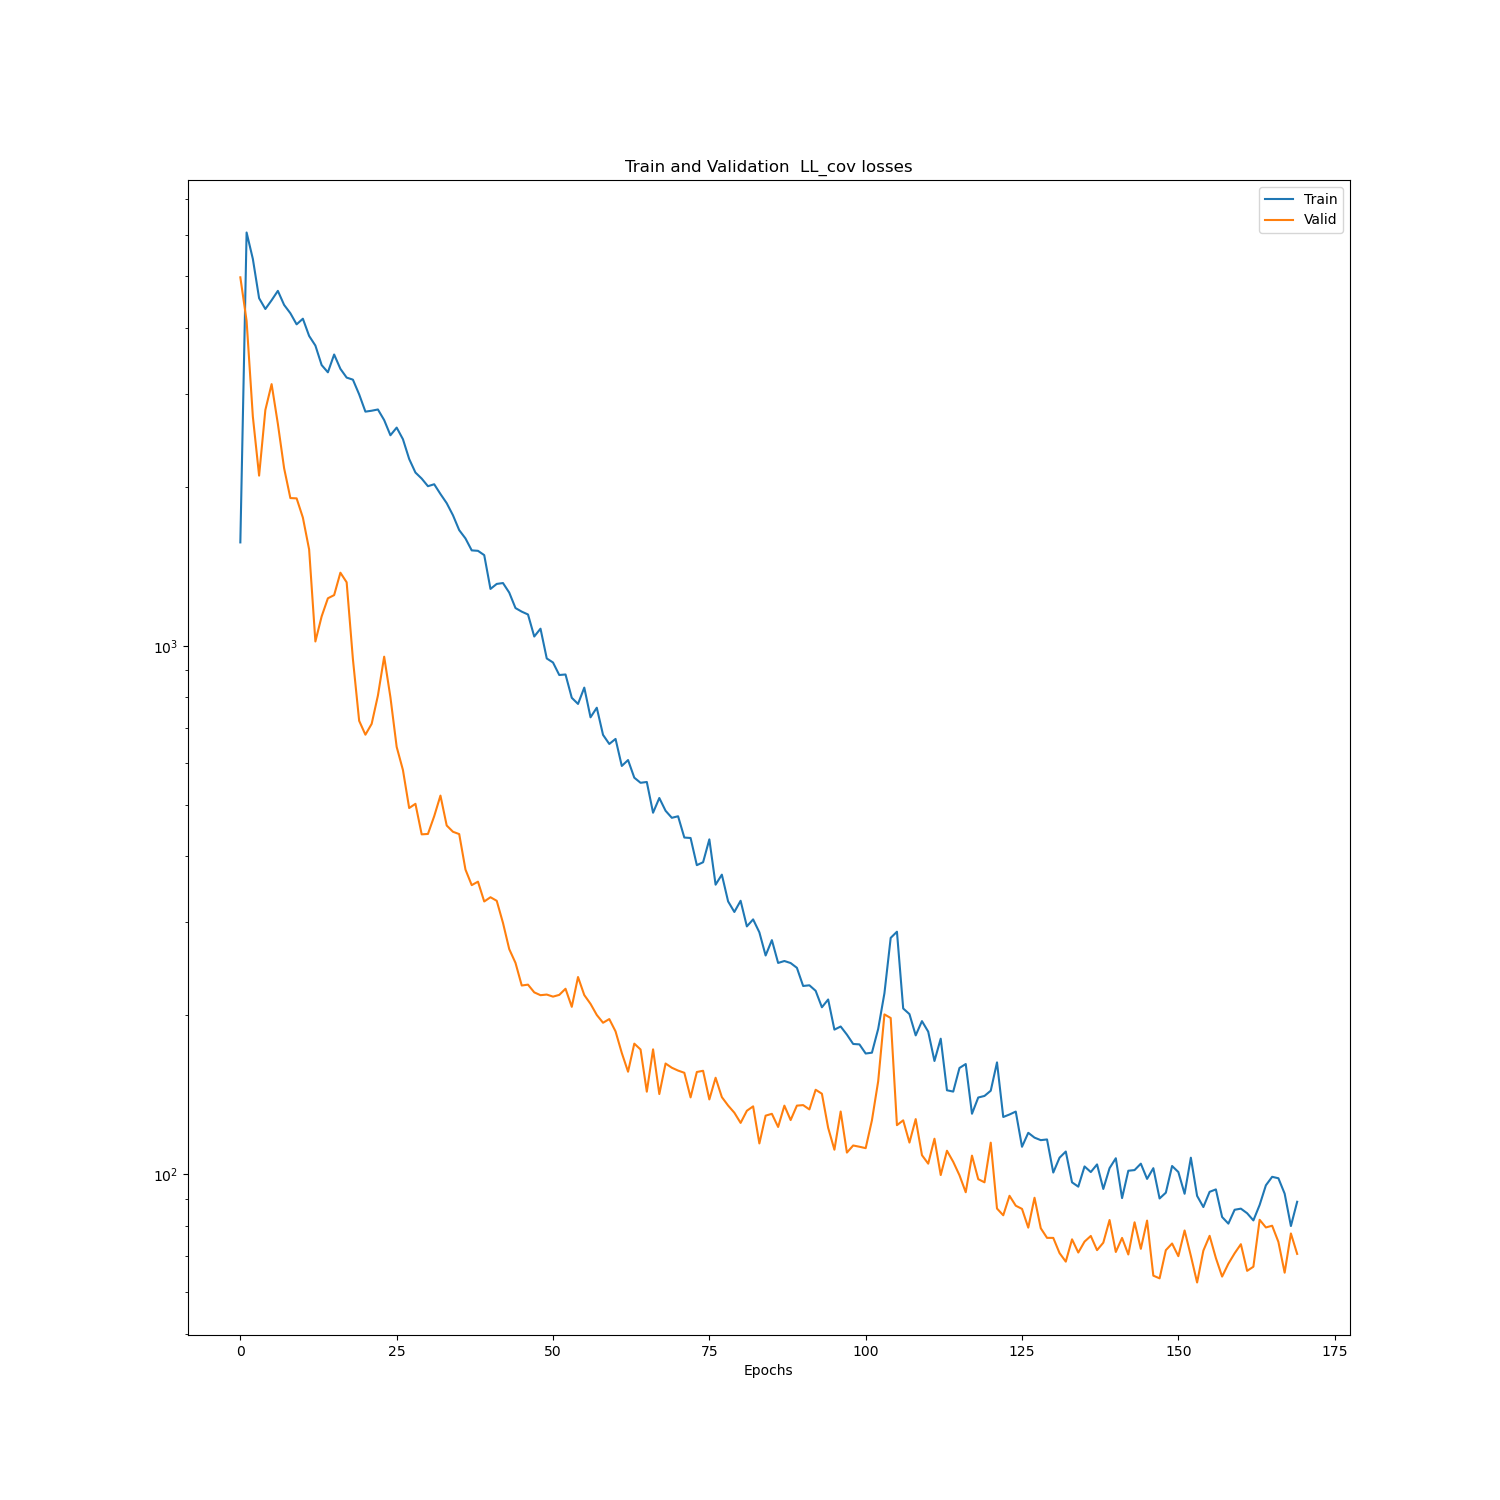 Train and Validation  LL_cov losses
Train
Valid
10³
10²
0 25 50 75 100 125 150 175
Epochs